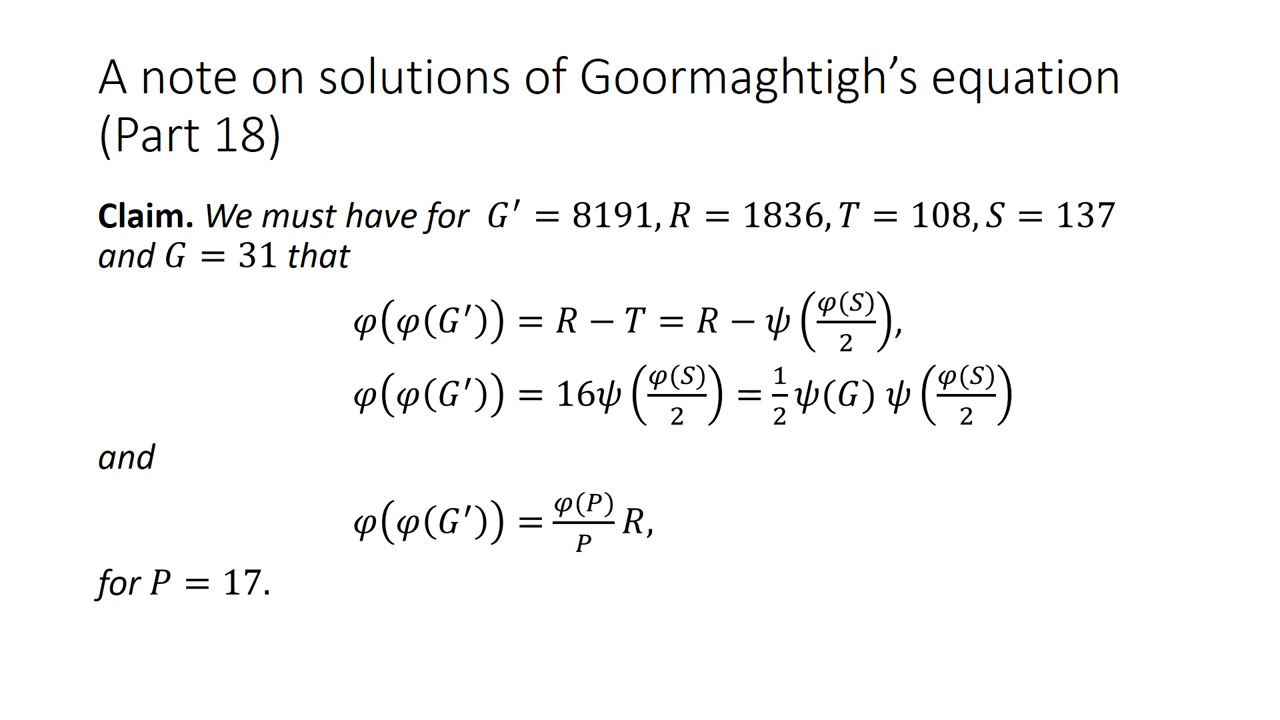 A note on solutions of Goormaghtigh’s equation
(Part 18)
Claim. We must have for G′ = 8191, R = 1836, T = 108, S = 137
and G = 31 that
φ(φ(G′)) = R − T = R − ψ(φ(S)/2),
φ(φ(G′)) = 16ψ(φ(S)/2) = 1/2 ψ(G) ψ(φ(S)/2)
and
φ(φ(G′)) = φ(P)/P R,
for P = 17.